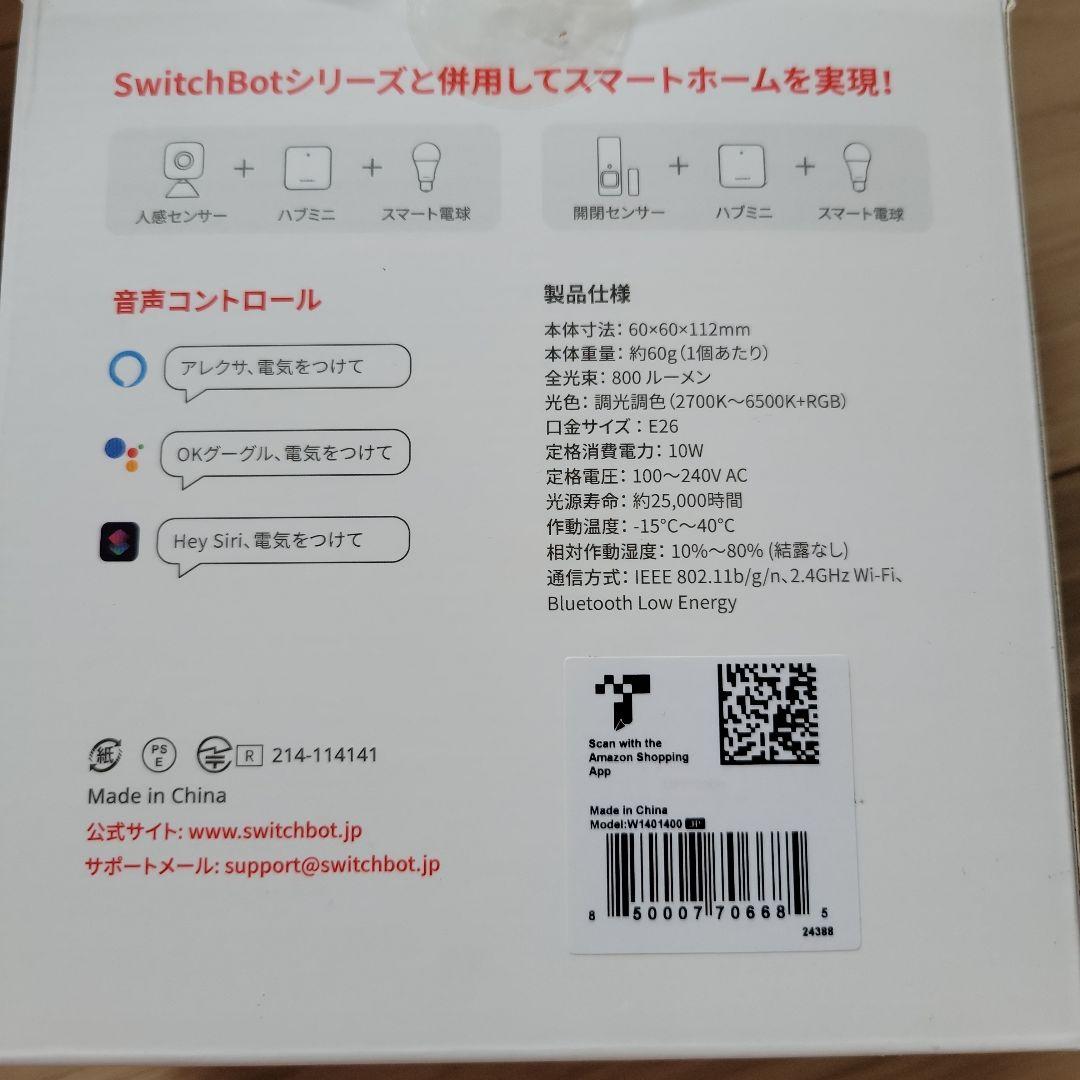 SwitchBotシリーズと併用してスマートホームを実現!
人感センサー + ハブミニ + スマート電球
開閉センサー + ハブミニ + スマート電球
音声コントロール
アレクサ、電気をつけて
OKグーグル、電気をつけて
Hey Siri、電気をつけて
製品仕様
本体寸法: 60×60×112mm
本体重量: 約60g(1個あたり)
全光束: 800 ルーメン
光色: 調光調色(2700K〜6500K+RGB)
口金サイズ: E26
定格消費電力: 10W
定格電圧: 100〜240V AC
光源寿命: 約25,000時間
作動温度: -15°C〜40°C
相対作動湿度: 10%〜80% (結露なし)
通信方式: IEEE 802.11b/g/n、2.4GHz Wi-Fi、
Bluetooth Low Energy
紙 PS E R 214-114141
Made in China
公式サイト: www.switchbot.jp
サポートメール: support@switchbot.jp
Scan with the
Amazon Shopping
App
Made in China
Model:W1401400 JP
8 50007 70668 5
24388